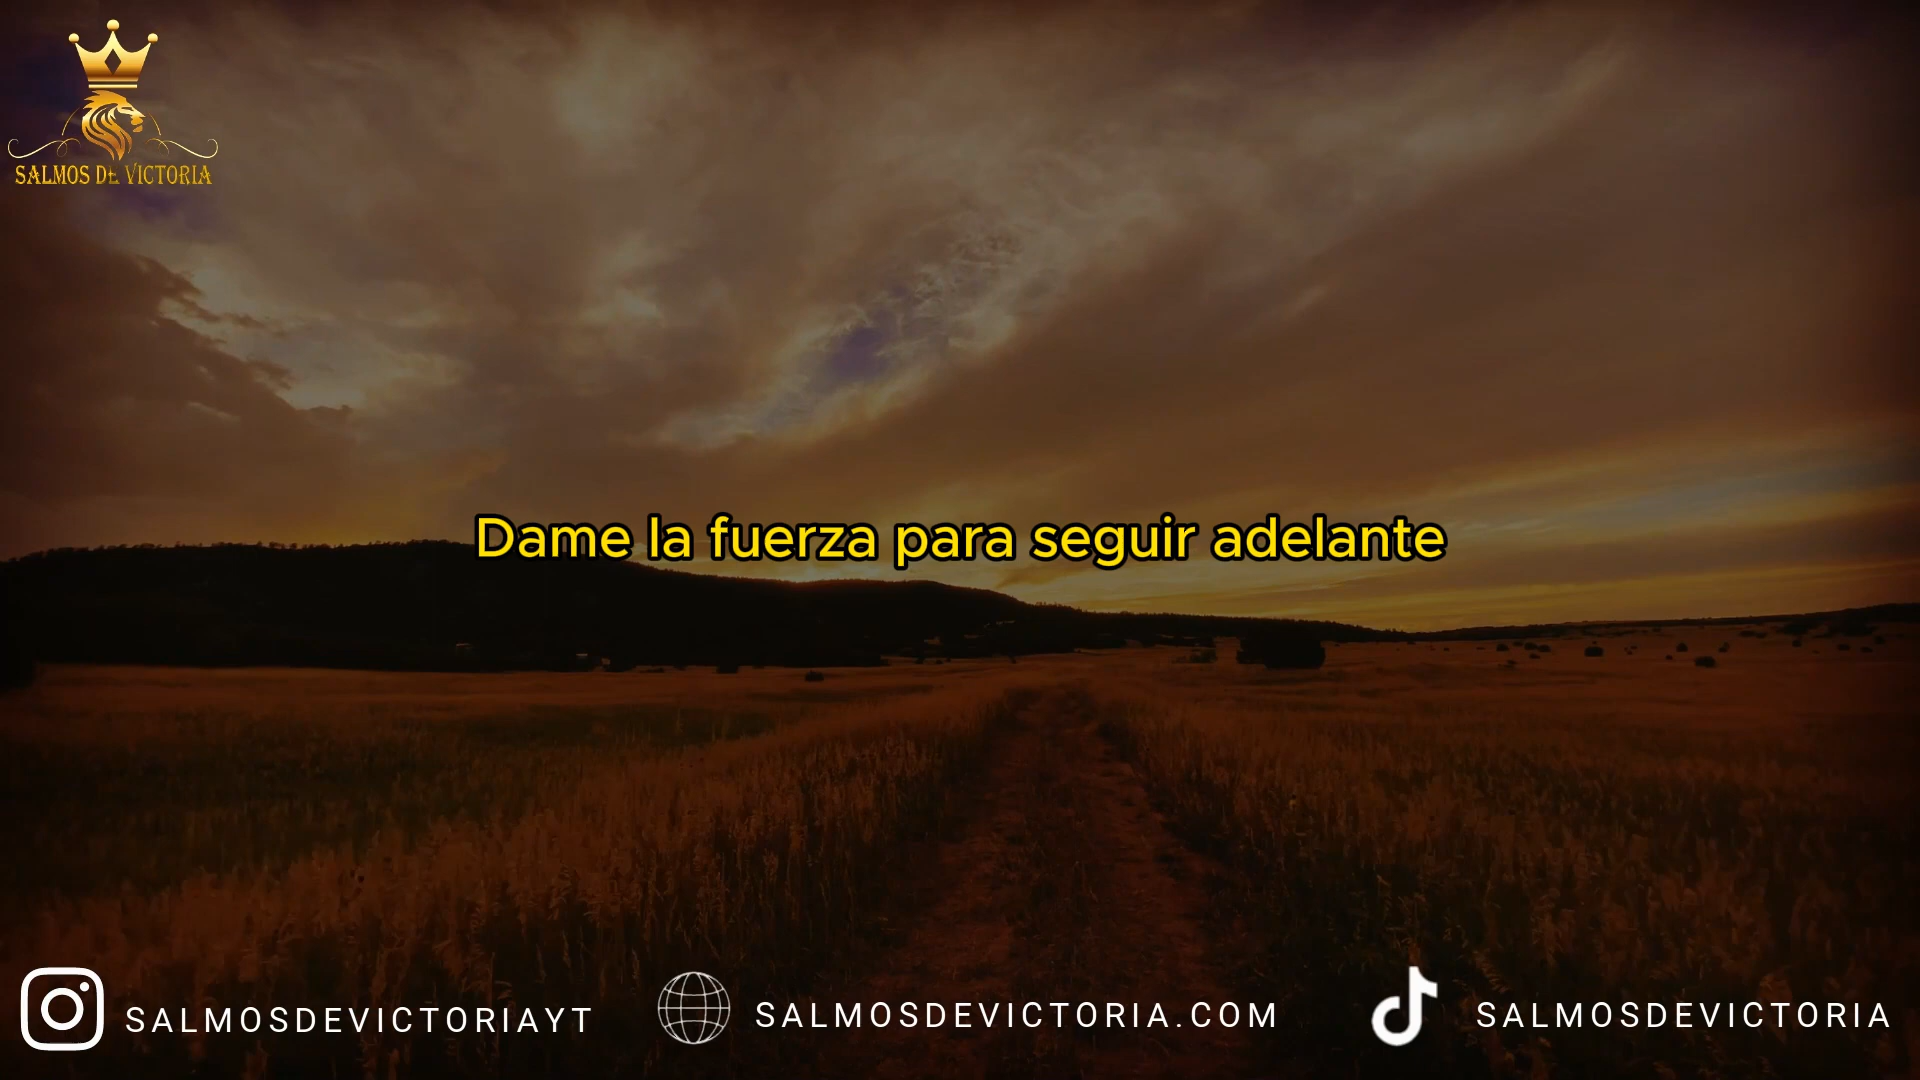 SALMOS DE VICTORIA
Dame la fuerza para seguir adelante
SALMOSDEVICTORIAYT
SALMOSDEVICTORIA.COM
SALMOSDEVICTORIA